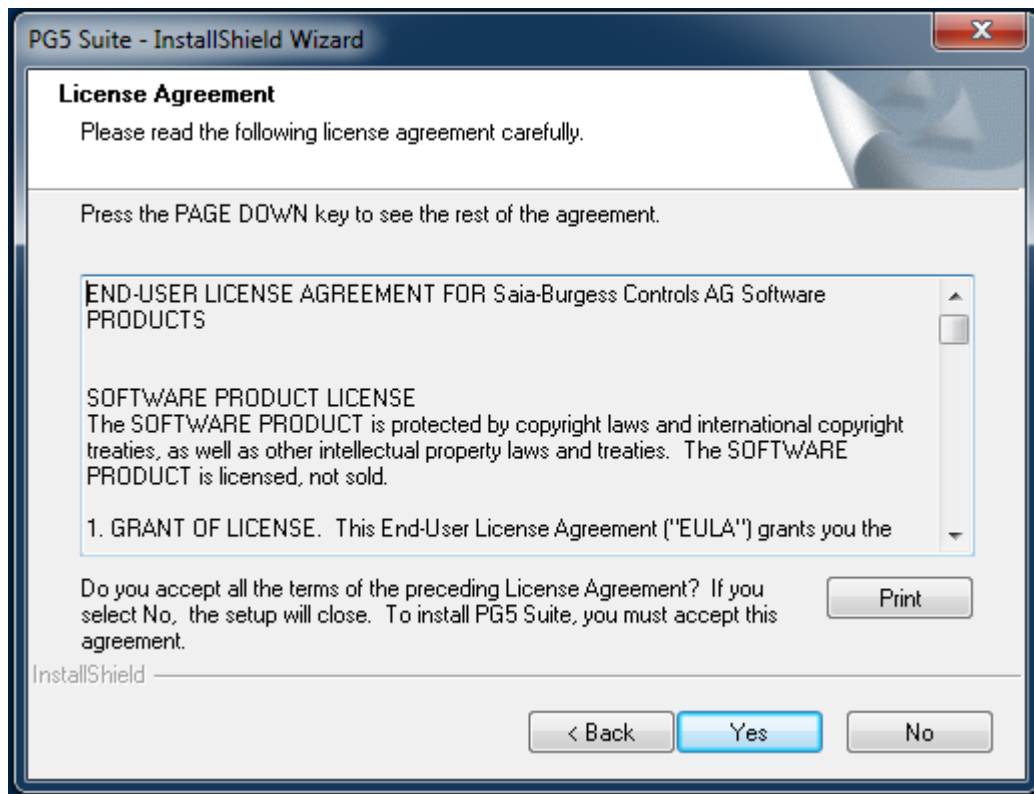 PG5 Suite - InstallShield Wizard
License Agreement
Please read the following license agreement carefully.
Press the PAGE DOWN key to see the rest of the agreement.
END-USER LICENSE AGREEMENT FOR Saia-Burgess Controls AG Software
PRODUCTS
SOFTWARE PRODUCT LICENSE
The SOFTWARE PRODUCT is protected by copyright laws and international copyright
treaties, as well as other intellectual property laws and treaties.  The SOFTWARE
PRODUCT is licensed, not sold.
1. GRANT OF LICENSE.  This End-User License Agreement ("EULA") grants you the
Do you accept all the terms of the preceding License Agreement?  If you
select No,  the setup will close.  To install PG5 Suite, you must accept this
agreement.
Print
InstallShield
< Back
Yes
No